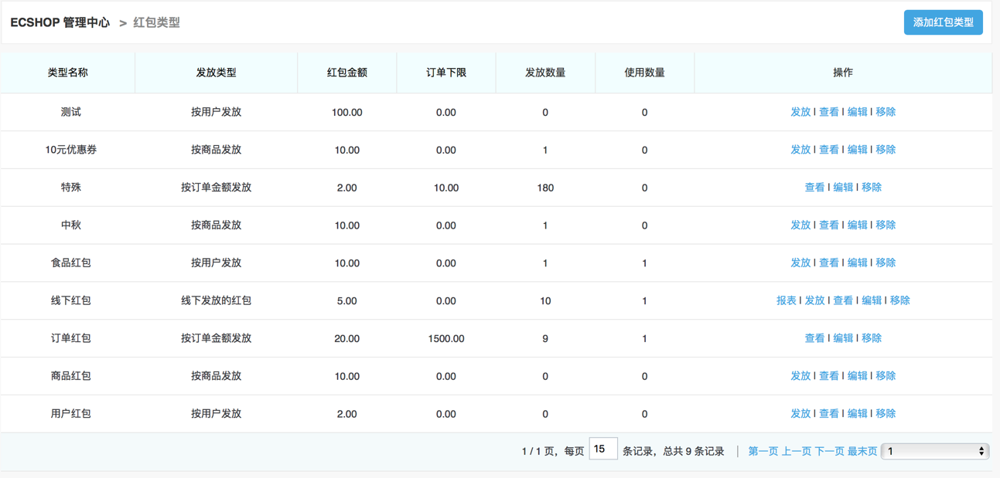 ECSHOP 管理中心 > 红包类型 添加红包类型
类型名称 发放类型 红包金额 订单下限 发放数量 使用数量 操作
测试 按用户发放 100.00 0.00 0 0 发放 | 查看 | 编辑 | 移除
10元优惠券 按商品发放 10.00 0.00 1 0 发放 | 查看 | 编辑 | 移除
特殊 按订单金额发放 2.00 10.00 180 0 查看 | 编辑 | 移除
中秋 按商品发放 10.00 0.00 1 0 发放 | 查看 | 编辑 | 移除
食品红包 按用户发放 10.00 0.00 1 1 发放 | 查看 | 编辑 | 移除
线下红包 线下发放的红包 5.00 0.00 10 1 报表 | 发放 | 查看 | 编辑 | 移除
订单红包 按订单金额发放 20.00 1500.00 9 1 查看 | 编辑 | 移除
商品红包 按商品发放 10.00 0.00 0 0 发放 | 查看 | 编辑 | 移除
用户红包 按用户发放 2.00 0.00 0 0 发放 | 查看 | 编辑 | 移除
1 / 1 页，每页 15 条记录，总共 9 条记录 | 第一页 上一页 下一页 最末页 1